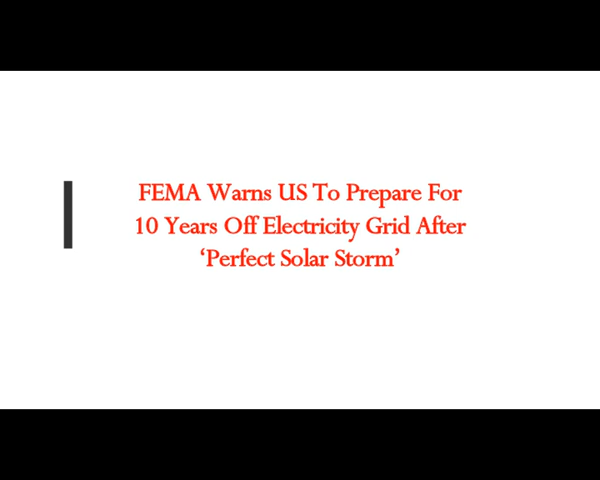 FEMA Warns US To Prepare For
10 Years Off Electricity Grid After
‘Perfect Solar Storm’